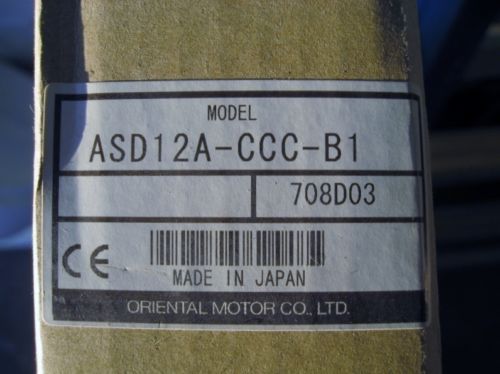 MODEL
ASD12A-CCC-B1
708D03
CE
MADE IN JAPAN
ORIENTAL MOTOR CO., LTD.